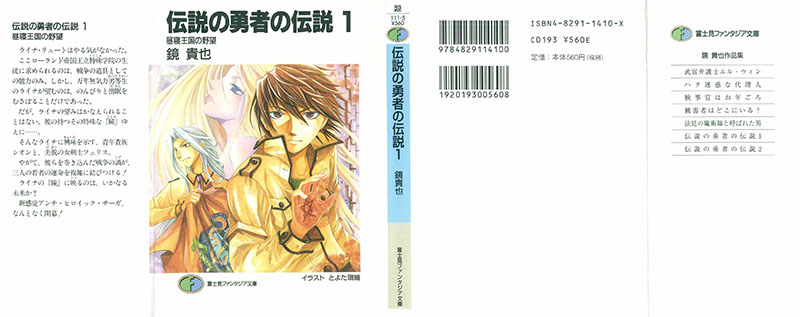 伝説の勇者の伝説 1
昼寝王国の野望
ライナ・リュートはやる気がなかった。
ここローランド帝国王立特殊学院の生
徒に求められるのは、戦争の道具として
の能力のみ。しかし、万年無気力劣等生
のライナが望むのは、のんびりと惰眠を
むさぼることだけであった。
だが、ライナの望みはかなえられるこ
とはない。彼の持つその特殊な「瞳」ゆ
えに……。
そんなライナに興味を示す、青年貴族
シオンと、美貌の女剣士フェリス。
やがて、彼らを巻き込んだ戦争の渦が、
三人の若者の運命を複雑に結びつける!
ライナの「瞳」に映るのは、いかなる
未来か?
新感覚アンチ・ヒロイック・サーガ、
なんとなく開幕!
伝説の勇者の伝説 1
昼寝王国の野望
鏡 貴也
イラスト とよた瑣織
富士見ファンタジア文庫
111-5
¥560
伝説の勇者の伝説 1
鏡 貴也
富士見ファンタジア文庫
9784829114100
1920193005608
ISBN4-8291-1410-X
C0193 ¥560E
定価:本体560円(税別)
富士見ファンタジア文庫
鏡 貴也作品集
武官弁護士エル・ウィン
ハタ迷惑な代理人
検事官はお年ごろ
被害者はどこにいる?
法廷の魔術師と呼ばれた男
伝説の勇者の伝説1
伝説の勇者の伝説2